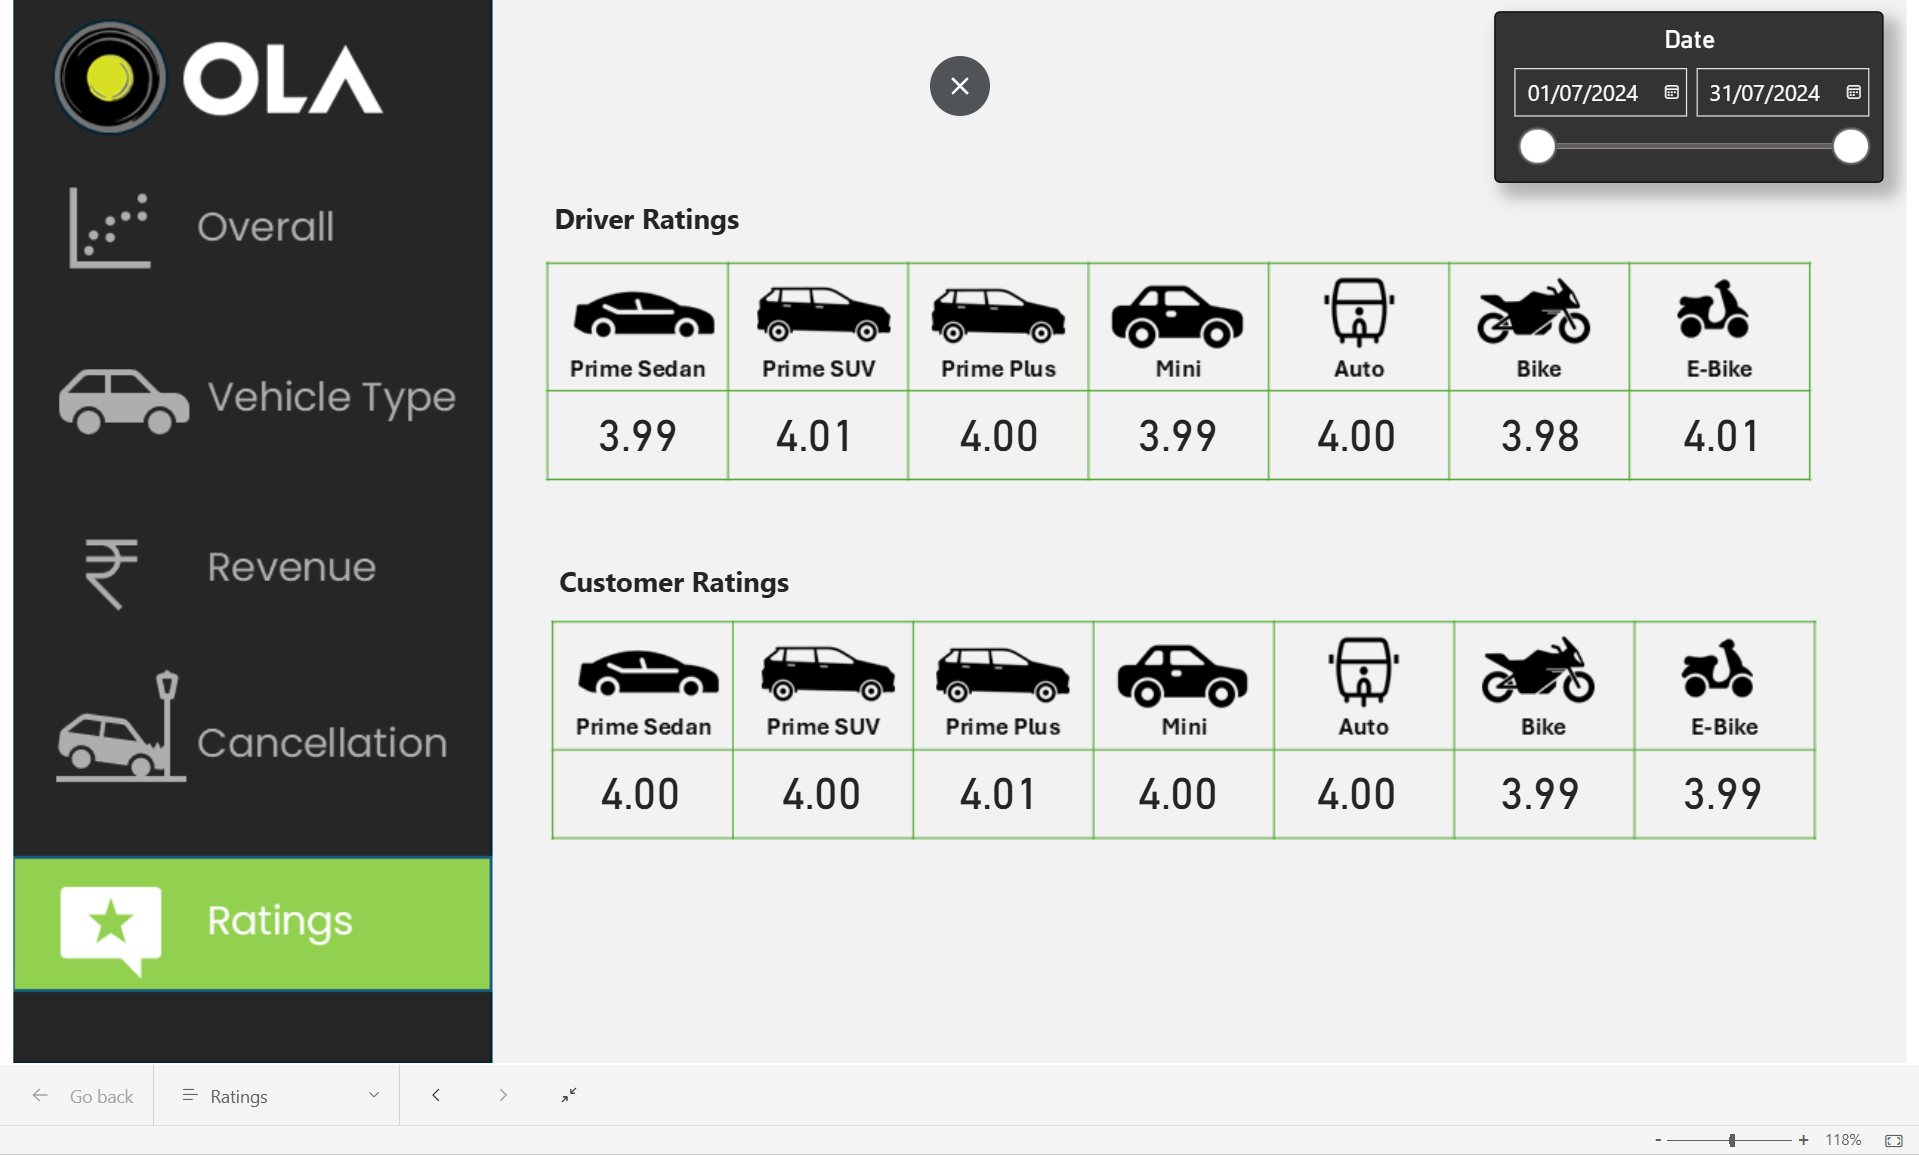 OLA
Overall
Vehicle Type
Revenue
Cancellation
Ratings
Date
01/07/2024 31/07/2024
Driver Ratings
Prime Sedan Prime SUV Prime Plus Mini Auto Bike E-Bike
3.99 4.01 4.00 3.99 4.00 3.98 4.01
Customer Ratings
Prime Sedan Prime SUV Prime Plus Mini Auto Bike E-Bike
4.00 4.00 4.01 4.00 4.00 3.99 3.99
Go back Ratings
- + 118%